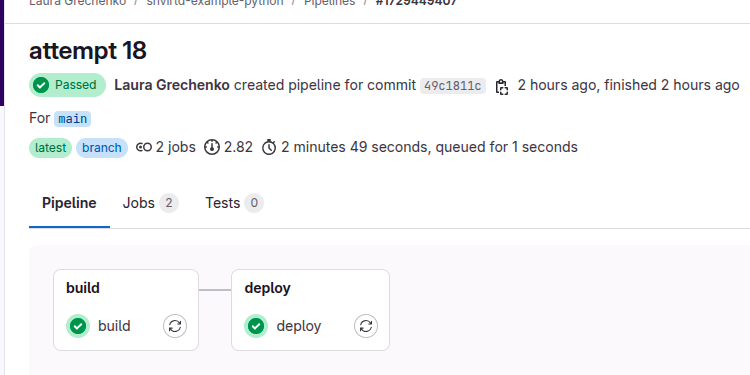 Laura Grechenko / shvirtd-example-python / Pipelines / #1729449407
attempt 18
Passed Laura Grechenko created pipeline for commit 49c1811c 2 hours ago, finished 2 hours ago
For main
latest branch 2 jobs 2.82 2 minutes 49 seconds, queued for 1 seconds
Pipeline Jobs 2 Tests 0
build deploy
build deploy